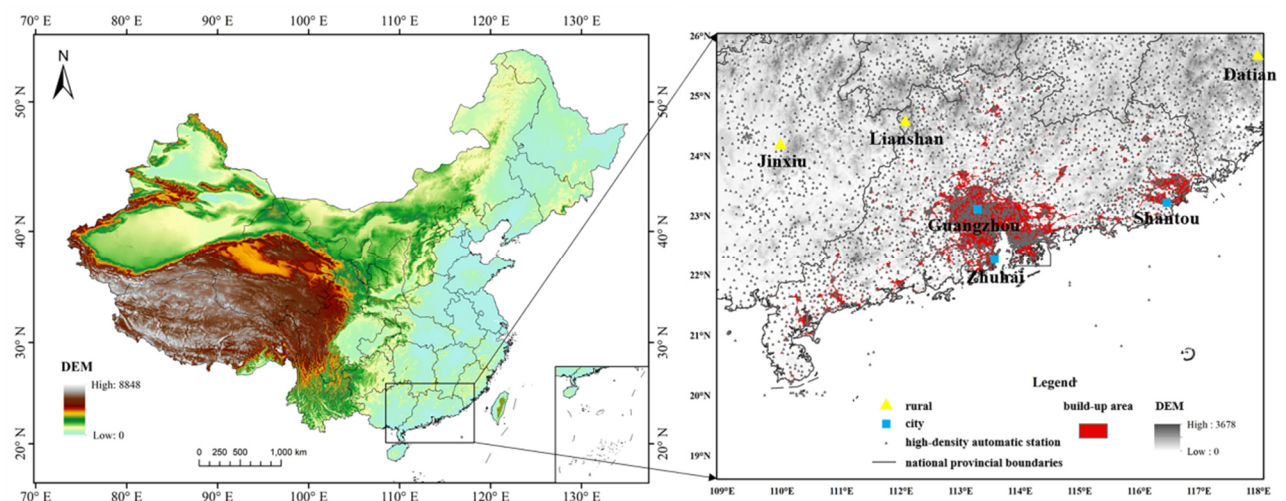 70° E 80° E 90° E 100° E 110° E 120° E 130° E
N
50° N
40° N
30° N
20° N
50° N
40° N
30° N
20° N
DEM
High: 8848
Low: 0
0 250 500 1,000 km
70° E 80° E 90° E 100° E 110° E 120° E 130° E
26°N
25°N
24°N
23°N
22°N
21°N
20°N
19°N
Datian
Lianshan
Jinxiu
Guangzhou
Shantou
Zhuhai
Legend
rural
city
high-density automatic station
national provincial boundaries
build-up area
DEM
High : 3678
Low : 0
109°E 110°E 111°E 112°E 113°E 114°E 115°E 116°E 117°E 118°E